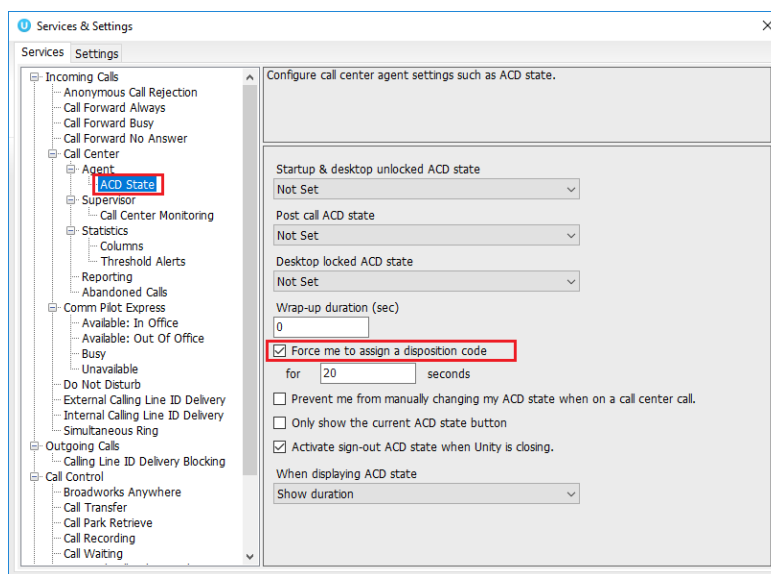 Services & Settings
Services
Settings
Incoming Calls
Anonymous Call Rejection
Call Forward Always
Call Forward Busy
Call Forward No Answer
Call Center
Agent
ACD State
Supervisor
Call Center Monitoring
Statistics
Columns
Threshold Alerts
Reporting
Abandoned Calls
Comm Pilot Express
Available: In Office
Available: Out Of Office
Busy
Unavailable
Do Not Disturb
External Calling Line ID Delivery
Internal Calling Line ID Delivery
Simultaneous Ring
Outgoing Calls
Calling Line ID Delivery Blocking
Call Control
Broadworks Anywhere
Call Transfer
Call Park Retrieve
Call Recording
Call Waiting
Configure call center agent settings such as ACD state.
Startup & desktop unlocked ACD state
Not Set
Post call ACD state
Not Set
Desktop locked ACD state
Not Set
Wrap-up duration (sec)
0
Force me to assign a disposition code
for 20 seconds
Prevent me from manually changing my ACD state when on a call center call.
Only show the current ACD state button
Activate sign-out ACD state when Unity is closing.
When displaying ACD state
Show duration